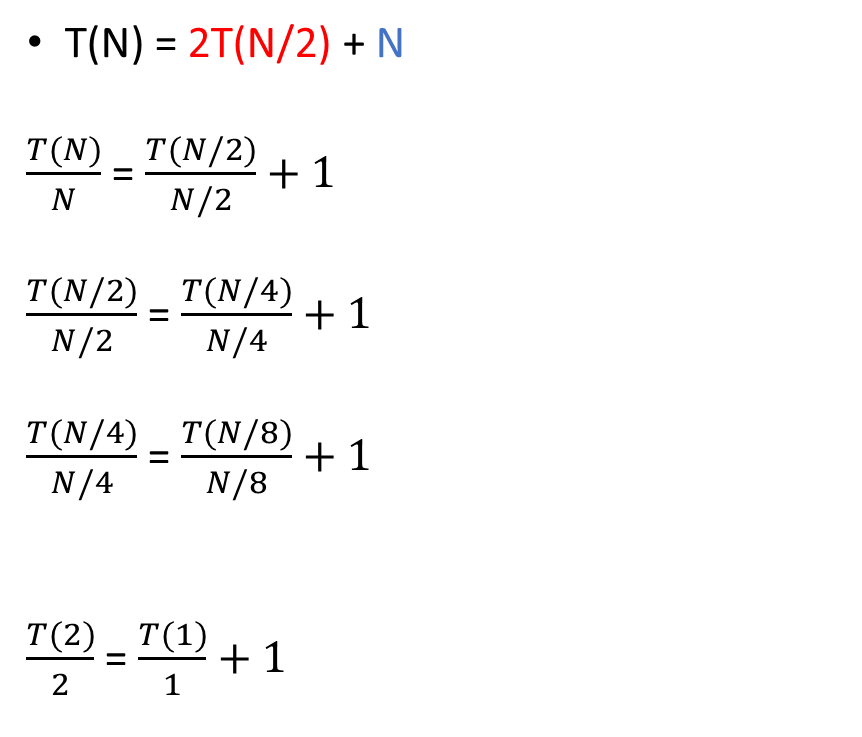 • T(N) = 2T(N/2) + N
T(N)/N = T(N/2)/(N/2) + 1
T(N/2)/(N/2) = T(N/4)/(N/4) + 1
T(N/4)/(N/4) = T(N/8)/(N/8) + 1
T(2)/2 = T(1)/1 + 1